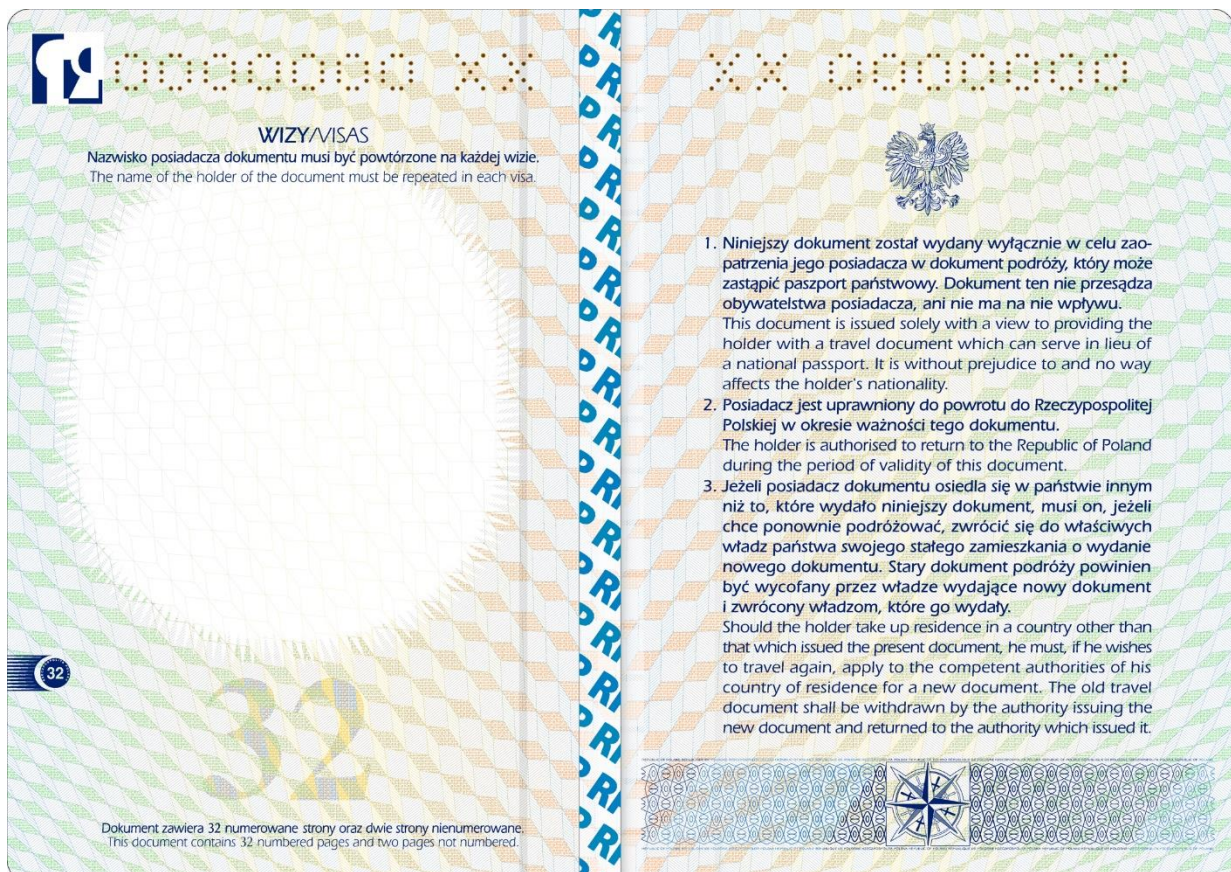 WIZY/VISAS
Nazwisko posiadacza dokumentu musi być powtórzone na każdej wizie.
The name of the holder of the document must be repeated in each visa.
32
32
Dokument zawiera 32 numerowane strony oraz dwie strony nienumerowane.
This document contains 32 numbered pages and two pages not numbered.
1. Niniejszy dokument został wydany wyłącznie w celu zao-
patrzenia jego posiadacza w dokument podróży, który może
zastąpić paszport państwowy. Dokument ten nie przesądza
obywatelstwa posiadacza, ani nie ma na nie wpływu.
This document is issued solely with a view to providing the
holder with a travel document which can serve in lieu of
a national passport. It is without prejudice to and no way
affects the holder's nationality.
2. Posiadacz jest uprawniony do powrotu do Rzeczypospolitej
Polskiej w okresie ważności tego dokumentu.
The holder is authorised to return to the Republic of Poland
during the period of validity of this document.
3. Jeżeli posiadacz dokumentu osiedla się w państwie innym
niż to, które wydało niniejszy dokument, musi on, jeżeli
chce ponownie podróżować, zwrócić się do właściwych
władz państwa swojego stałego zamieszkania o wydanie
nowego dokumentu. Stary dokument podróży powinien
być wycofany przez władze wydające nowy dokument
i zwrócony władzom, które go wydały.
Should the holder take up residence in a country other than
that which issued the present document, he must, if he wishes
to travel again, apply to the competent authorities of his
country of residence for a new document. The old travel
document shall be withdrawn by the authority issuing the
new document and returned to the authority which issued it.